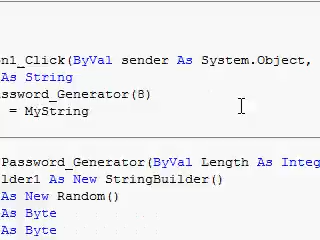 n1_Click(ByVal sender As System.Object,
As String
assword_Generator(8)
= MyString
Password_Generator(ByVal Length As Integ
lder1 As New StringBuilder()
As New Random()
As Byte
As Byte